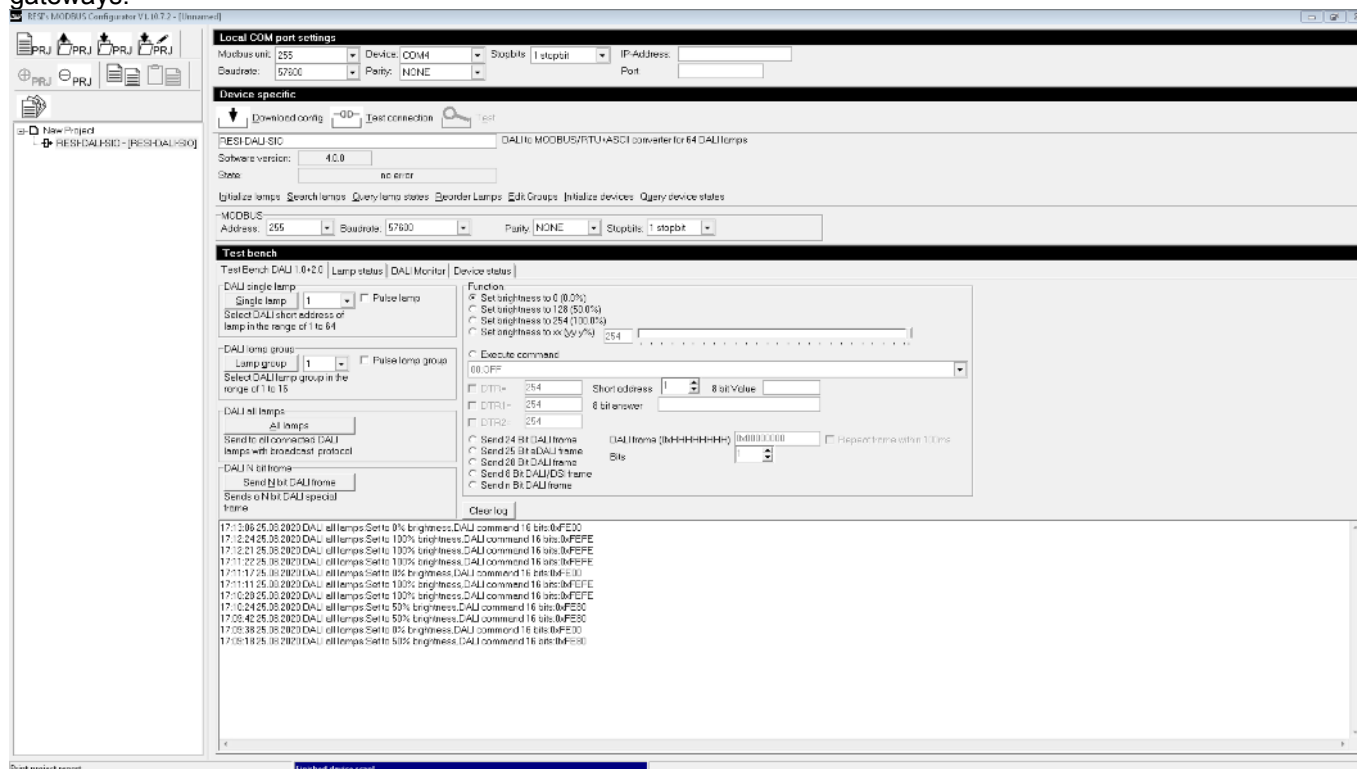 gateways.
RESI's MODBUS Configurator V1.10.7.2 - [Unnamed]
PRJ PRJ PRJ PRJ
PRJ PRJ
New Project
RESI-DALI-SIO - [RESI-DALI-SIO]
Local COM port settings
Modbus unit: 255 Device: COM4 Stopbits 1 stopbit IP-Address:
Baudrate: 57600 Parity: NONE Port
Device specific
Download config Test connection Test
RESI-DALI-SIO DALI to MODBUS/RTU+ASCII converter for 64 DALI lamps
Software version: 4.0.0
State: no error
Initialize lamps Search lamps Query lamp states Reorder Lamps Edit Groups Initialize devices Query device states
MODBUS
Address: 255 Baudrate: 57600 Parity: NONE Stopbits: 1 stopbit
Test bench
Test Bench DALI 1.0+2.0 Lamp status DALI Monitor Device status
DALI single lamp
Single lamp 1 Pulse lamp
Select DALI short address of
lamp in the range of 1 to 64
DALI lamp group
Lamp group 1 Pulse lamp group
Select DALI lamp group in the
range of 1 to 16
DALI all lamps
All lamps
Send to all connected DALI
lamps with broadcast protocol
DALI N bit frame
Send N bit DALI frame
Sends a N bit DALI special
frame
Function
Set brightness to 0 (0.0%)
Set brightness to 128 (50.0%)
Set brightness to 254 (100.0%)
Set brightness to xx (yy.y%) 254
Execute command
00:OFF
DTR= 254 Short address 1 8 bit Value
DTR1= 254 8 bit answer
DTR2= 254
Send 24 Bit DALI frame DALI frame (0xHHHHHHHH) 0x00000000 Repeat frame within 100ms
Send 25 Bit eDALI frame Bits 1
Send 20 Bit DALI frame
Send 8 Bit DALI/DSI frame
Send n Bit DALI frame
Clear log
17:13:06 25.08.2020:DALI all lamps:Set to 0% brightness,DALI command 16 bits:0xFE00
17:12:24 25.08.2020:DALI all lamps:Set to 100% brightness,DALI command 16 bits:0xFEFE
17:12:21 25.08.2020:DALI all lamps:Set to 100% brightness,DALI command 16 bits:0xFEFE
17:11:22 25.08.2020:DALI all lamps:Set to 100% brightness,DALI command 16 bits:0xFEFE
17:11:17 25.08.2020:DALI all lamps:Set to 0% brightness,DALI command 16 bits:0xFE00
17:11:11 25.08.2020:DALI all lamps:Set to 100% brightness,DALI command 16 bits:0xFEFE
17:10:28 25.08.2020:DALI all lamps:Set to 100% brightness,DALI command 16 bits:0xFEFE
17:10:24 25.08.2020:DALI all lamps:Set to 50% brightness,DALI command 16 bits:0xFE80
17:09:42 25.08.2020:DALI all lamps:Set to 50% brightness,DALI command 16 bits:0xFE80
17:09:38 25.08.2020:DALI all lamps:Set to 0% brightness,DALI command 16 bits:0xFE00
17:09:18 25.08.2020:DALI all lamps:Set to 50% brightness,DALI command 16 bits:0xFE80
Print project report Finished device scan!